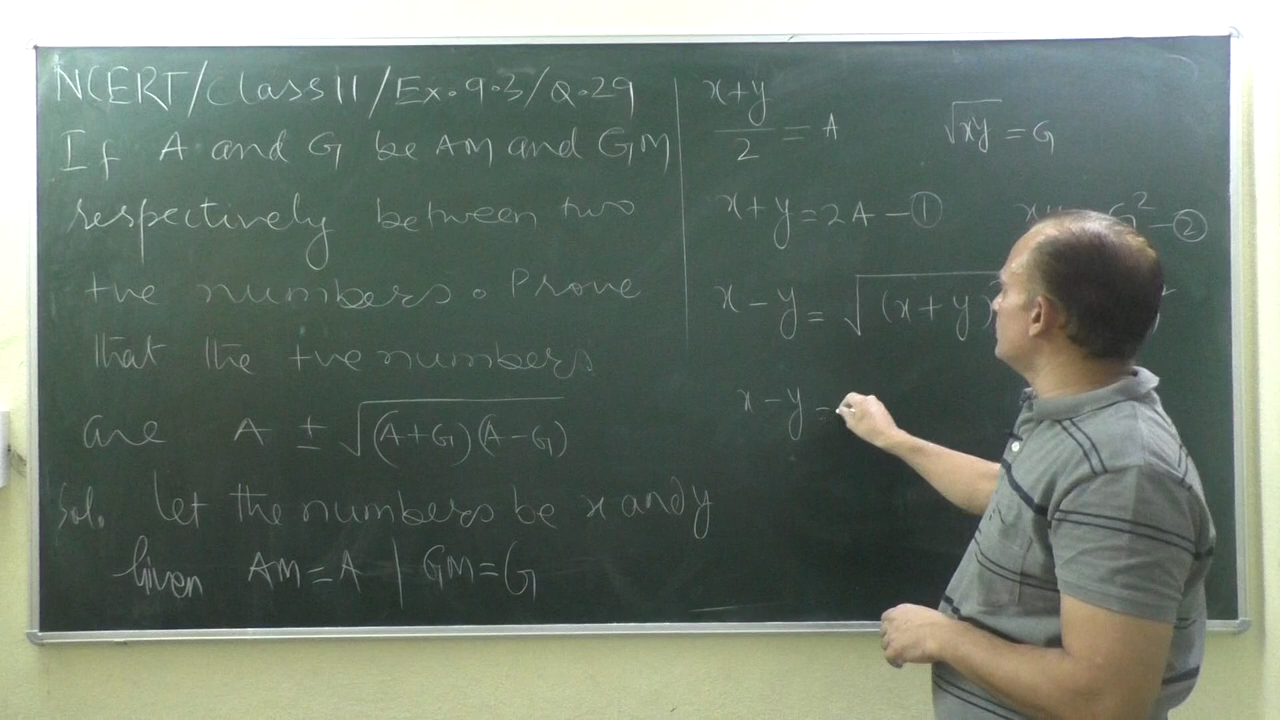 NCERT/Class 11/Ex.9.3/Q.29
If A and G be AM and GM
respectively between two
+ve numbers. Prove
that the +ve numbers
are A ± √(A+G)(A-G)
Sol. Let the numbers be x and y
Given AM=A | GM=G
x+y/2 = A √xy = G
x+y=2A-① G²-②
x-y= √(x+y)
x-y=